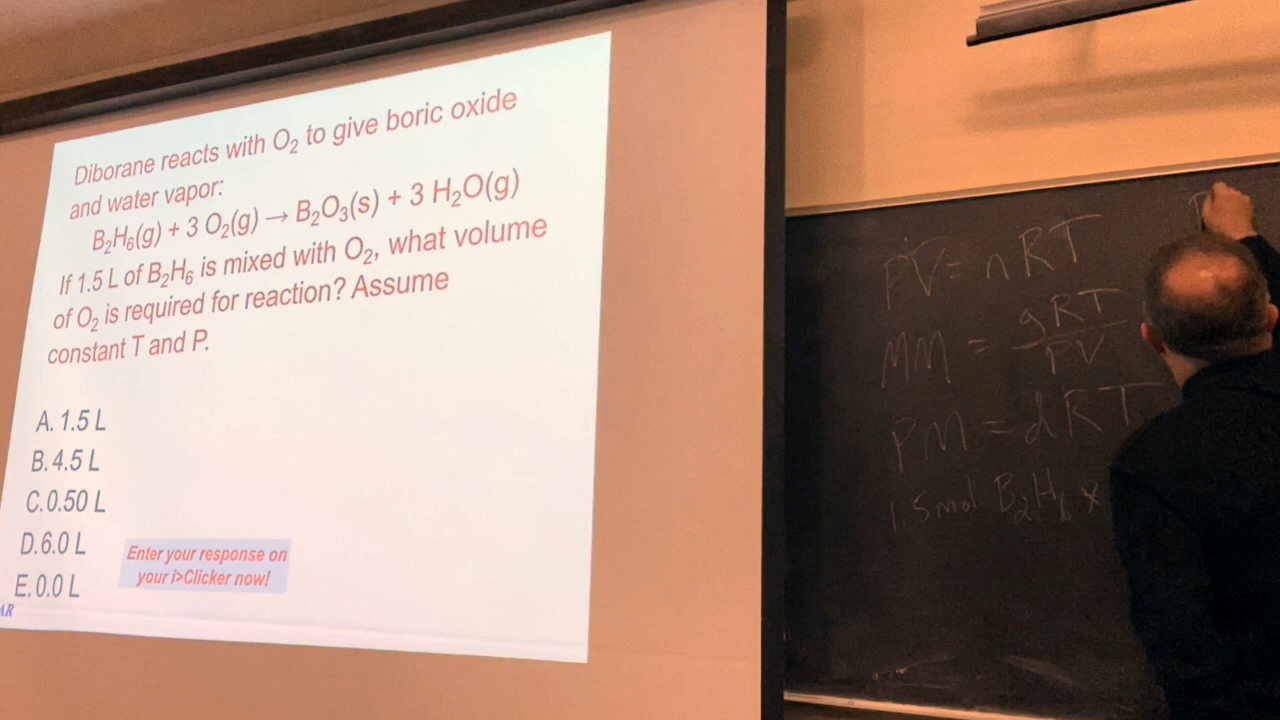 Diborane reacts with O₂ to give boric oxide
and water vapor:
B₂H₆(g) + 3 O₂(g) → B₂O₃(s) + 3 H₂O(g)
If 1.5 L of B₂H₆ is mixed with O₂, what volume
of O₂ is required for reaction? Assume
constant T and P.
A. 1.5 L
B. 4.5 L
C. 0.50 L
D. 6.0 L
E. 0.0 L
Enter your response on
your i>Clicker now!
AR
PV = nRT
MM = gRT/PV
PM = dRT
1.5 mol B₂H₆ x